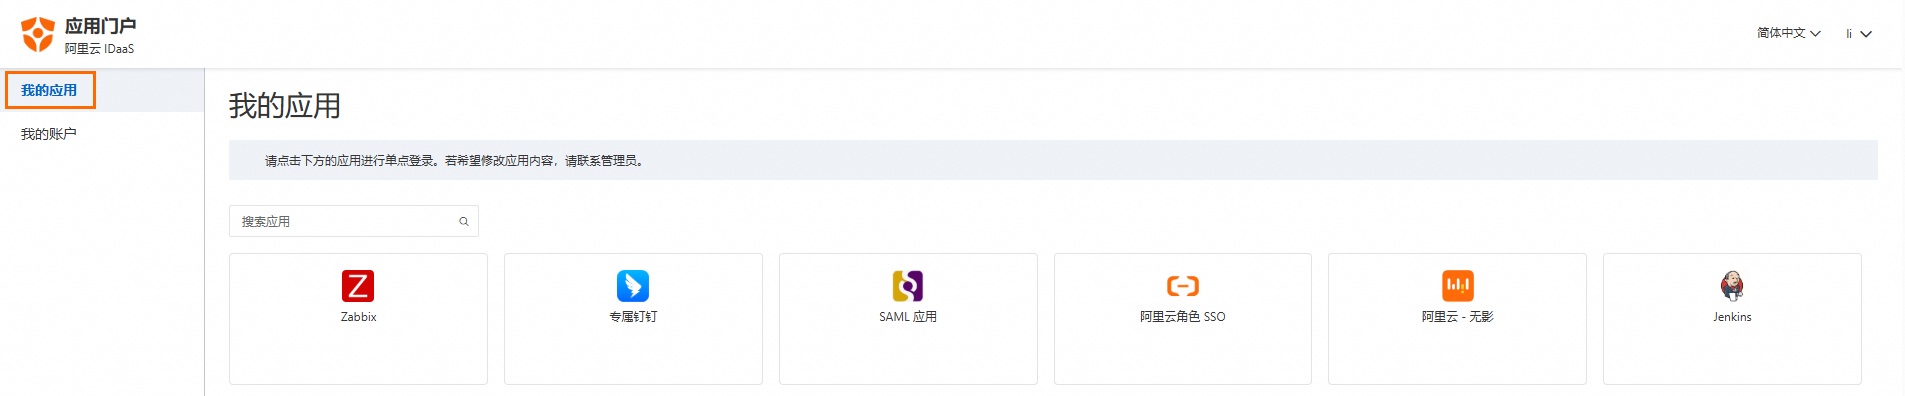 应用门户
阿里云 IDaaS
简体中文
li
我的应用
我的账户
我的应用
请点击下方的应用进行单点登录。若希望修改应用内容，请联系管理员。
搜索应用
Zabbix
专属钉钉
SAML 应用
阿里云角色 SSO
阿里云 - 无影
Jenkins